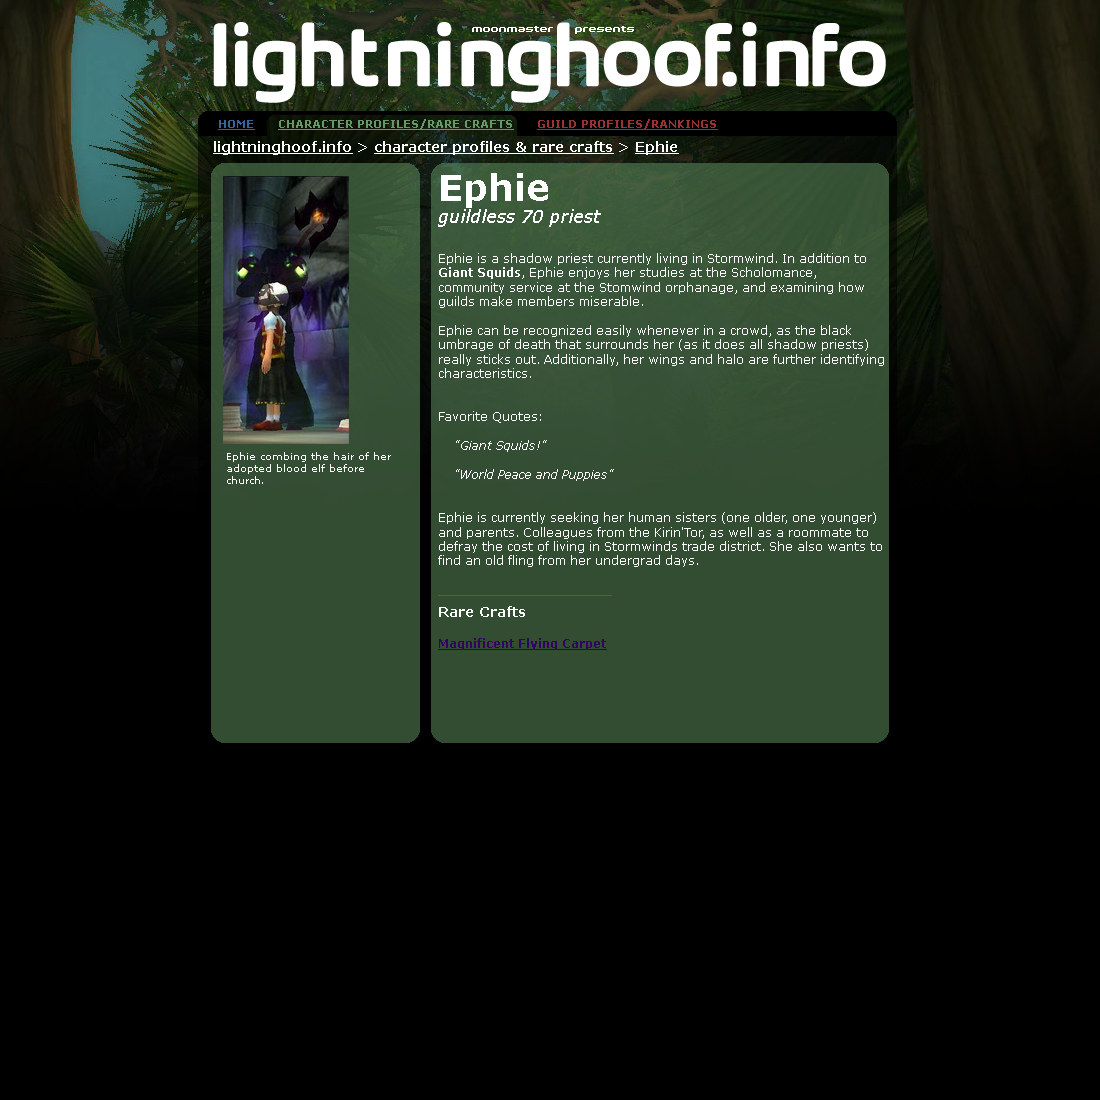 moonmaster presents
lightninghoof.info
HOME CHARACTER PROFILES/RARE CRAFTS GUILD PROFILES/RANKINGS
lightninghoof.info > character profiles & rare crafts > Ephie
Ephie combing the hair of her
adopted blood elf before
church.
Ephie
guildless 70 priest
Ephie is a shadow priest currently living in Stormwind. In addition to
Giant Squids, Ephie enjoys her studies at the Scholomance,
community service at the Stomwind orphanage, and examining how
guilds make members miserable.
Ephie can be recognized easily whenever in a crowd, as the black
umbrage of death that surrounds her (as it does all shadow priests)
really sticks out. Additionally, her wings and halo are further identifying
characteristics.
Favorite Quotes:
"Giant Squids!"
"World Peace and Puppies"
Ephie is currently seeking her human sisters (one older, one younger)
and parents. Colleagues from the Kirin'Tor, as well as a roommate to
defray the cost of living in Stormwinds trade district. She also wants to
find an old fling from her undergrad days.
Rare Crafts
Magnificent Flying Carpet